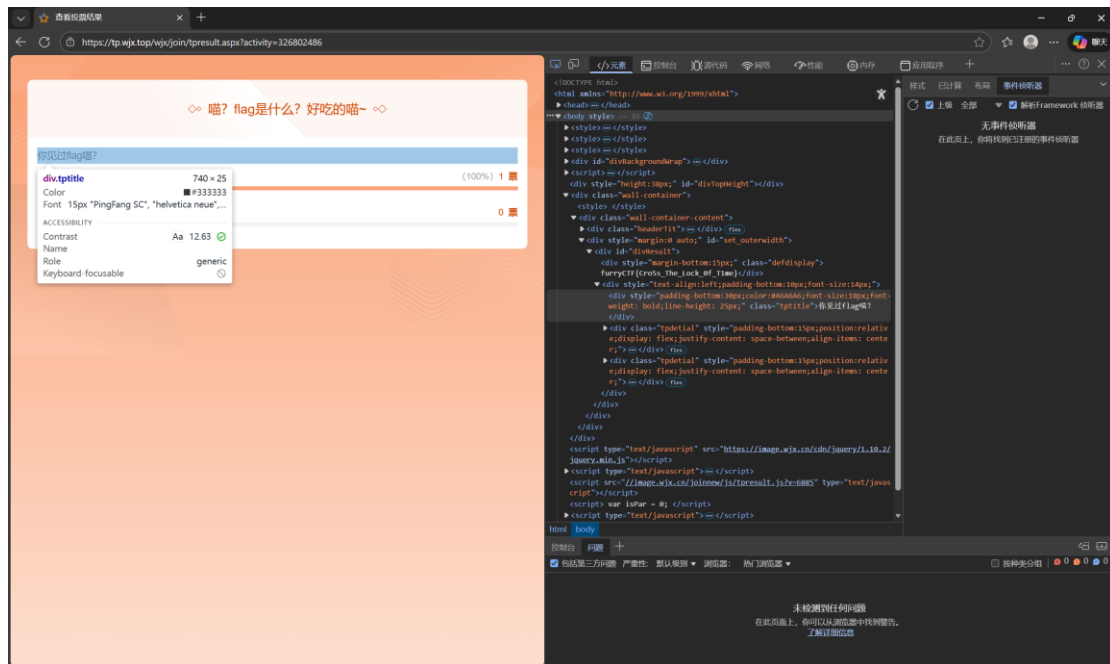 查看投票结果
https://tp.wjx.top/wjx/join/tpresult.aspx?activity=326802486
聊天
喵？flag是什么？好吃的喵~
你见过flag喵？
(100%) 1 票
0 票
div.tptitle 740 × 25
Color #333333
Font 15px "PingFang SC", "helvetica neue",...
ACCESSIBILITY
Contrast Aa 12.63
Name
Role generic
Keyboard-focusable
</>元素 控制台 源代码 网络 性能 内存 应用程序
<!DOCTYPE html>
<html xmlns="http://www.w3.org/1999/xhtml">
<head> </head>
<body style> == $0
<style> </style>
<style> </style>
<style> </style>
<div id="divBackgroundWrap"> </div>
<script> </script>
<div style="height:38px;" id="divTopHeight"></div>
<div class="wall-container">
<style> </style>
<div class="wall-container-content">
<div class="headerTit"> </div> flex
<div style="margin:0 auto;" id="set_outerwidth">
<div id="divResult">
<div style="margin-bottom:15px;" class="defdisplay">
furryCTF{Cro5s_The_Lock_0f_T1me}</div>
<div style="text-align:left;padding-bottom:10px;font-size:14px;">
<div style="padding-bottom:30px;color:#A6A6A6;font-size:18px;font-
weight: bold;line-height: 25px;" class="tptitle">你见过flag喵?
</div>
<div class="tpdetial" style="padding-bottom:15px;position:relativ
e;display: flex;justify-content: space-between;align-items: cente
r;"> </div> flex
<div class="tpdetial" style="padding-bottom:15px;position:relativ
e;display: flex;justify-content: space-between;align-items: cente
r;"> </div> flex
</div>
</div>
</div>
</div>
</div>
<script type="text/javascript" src="https://image.wjx.cn/cdn/jquery/1.10.2/
jquery.min.js"></script>
<script type="text/javascript"> </script>
<script src="//image.wjx.cn/joinnew/js/tpresult.js?v=6885" type="text/javas
cript"></script>
<script> var isPar = 0; </script>
<script type="text/javascript"> </script>
html body
样式 已计算 布局 事件侦听器
上级 全部 解析Framework 侦听器
无事件侦听器
在此页上，你将找到已注册的事件侦听器
控制台 问题
包括第三方问题 严重性: 默认级别 浏览器: 热门浏览器 按种类分组 0 0 0
未检测到任何问题
在此页面上，你可以从浏览器中找到警告。
了解详细信息